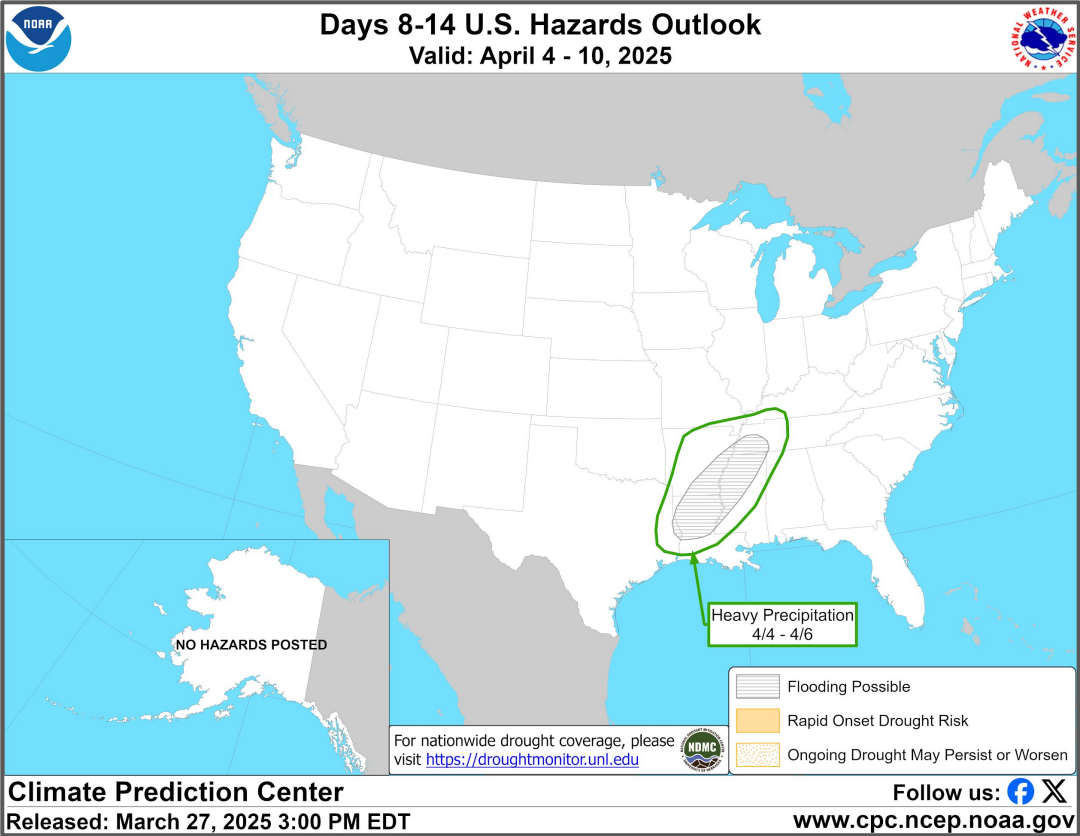 NOAA
Days 8-14 U.S. Hazards Outlook
Valid: April 4 - 10, 2025
NATIONAL WEATHER SERVICE
Heavy Precipitation
4/4 - 4/6
NO HAZARDS POSTED
Flooding Possible
Rapid Onset Drought Risk
Ongoing Drought May Persist or Worsen
For nationwide drought coverage, please
visit https://droughtmonitor.unl.edu
NDMC
Climate Prediction Center
Follow us:
Released: March 27, 2025 3:00 PM EDT
www.cpc.ncep.noaa.gov